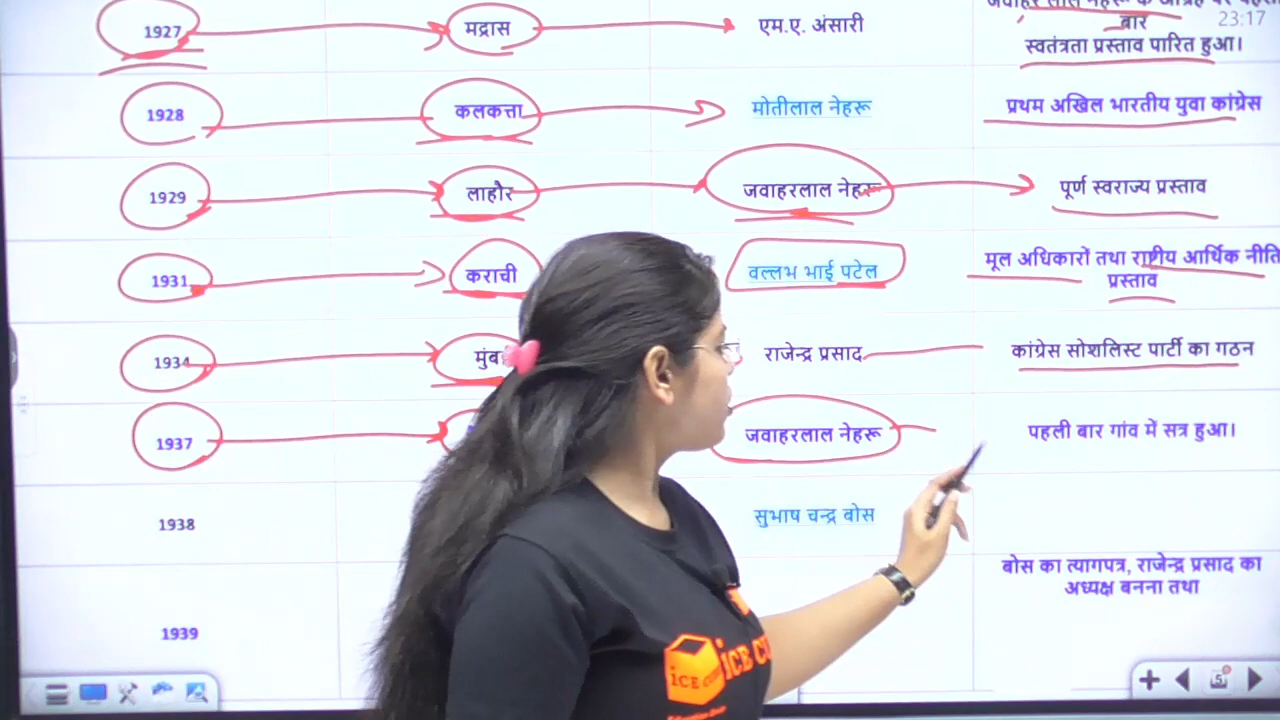 23:17
1927 मद्रास एम.ए. अंसारी
बार
स्वतंत्रता प्रस्ताव पारित हुआ।
1928 कलकत्ता मोतीलाल नेहरू प्रथम अखिल भारतीय युवा कांग्रेस
1929 लाहौर जवाहरलाल नेहरू पूर्ण स्वराज्य प्रस्ताव
1931 कराची वल्लभ भाई पटेल मूल अधिकारों तथा राष्ट्रीय आर्थिक नीति
प्रस्ताव
1934 राजेन्द्र प्रसाद कांग्रेस सोशलिस्ट पार्टी का गठन
1937 जवाहरलाल नेहरू पहली बार गांव में सत्र हुआ।
1938 सुभाष चन्द्र बोस
बोस का त्यागपत्र, राजेन्द्र प्रसाद का
अध्यक्ष बनना तथा
1939
5